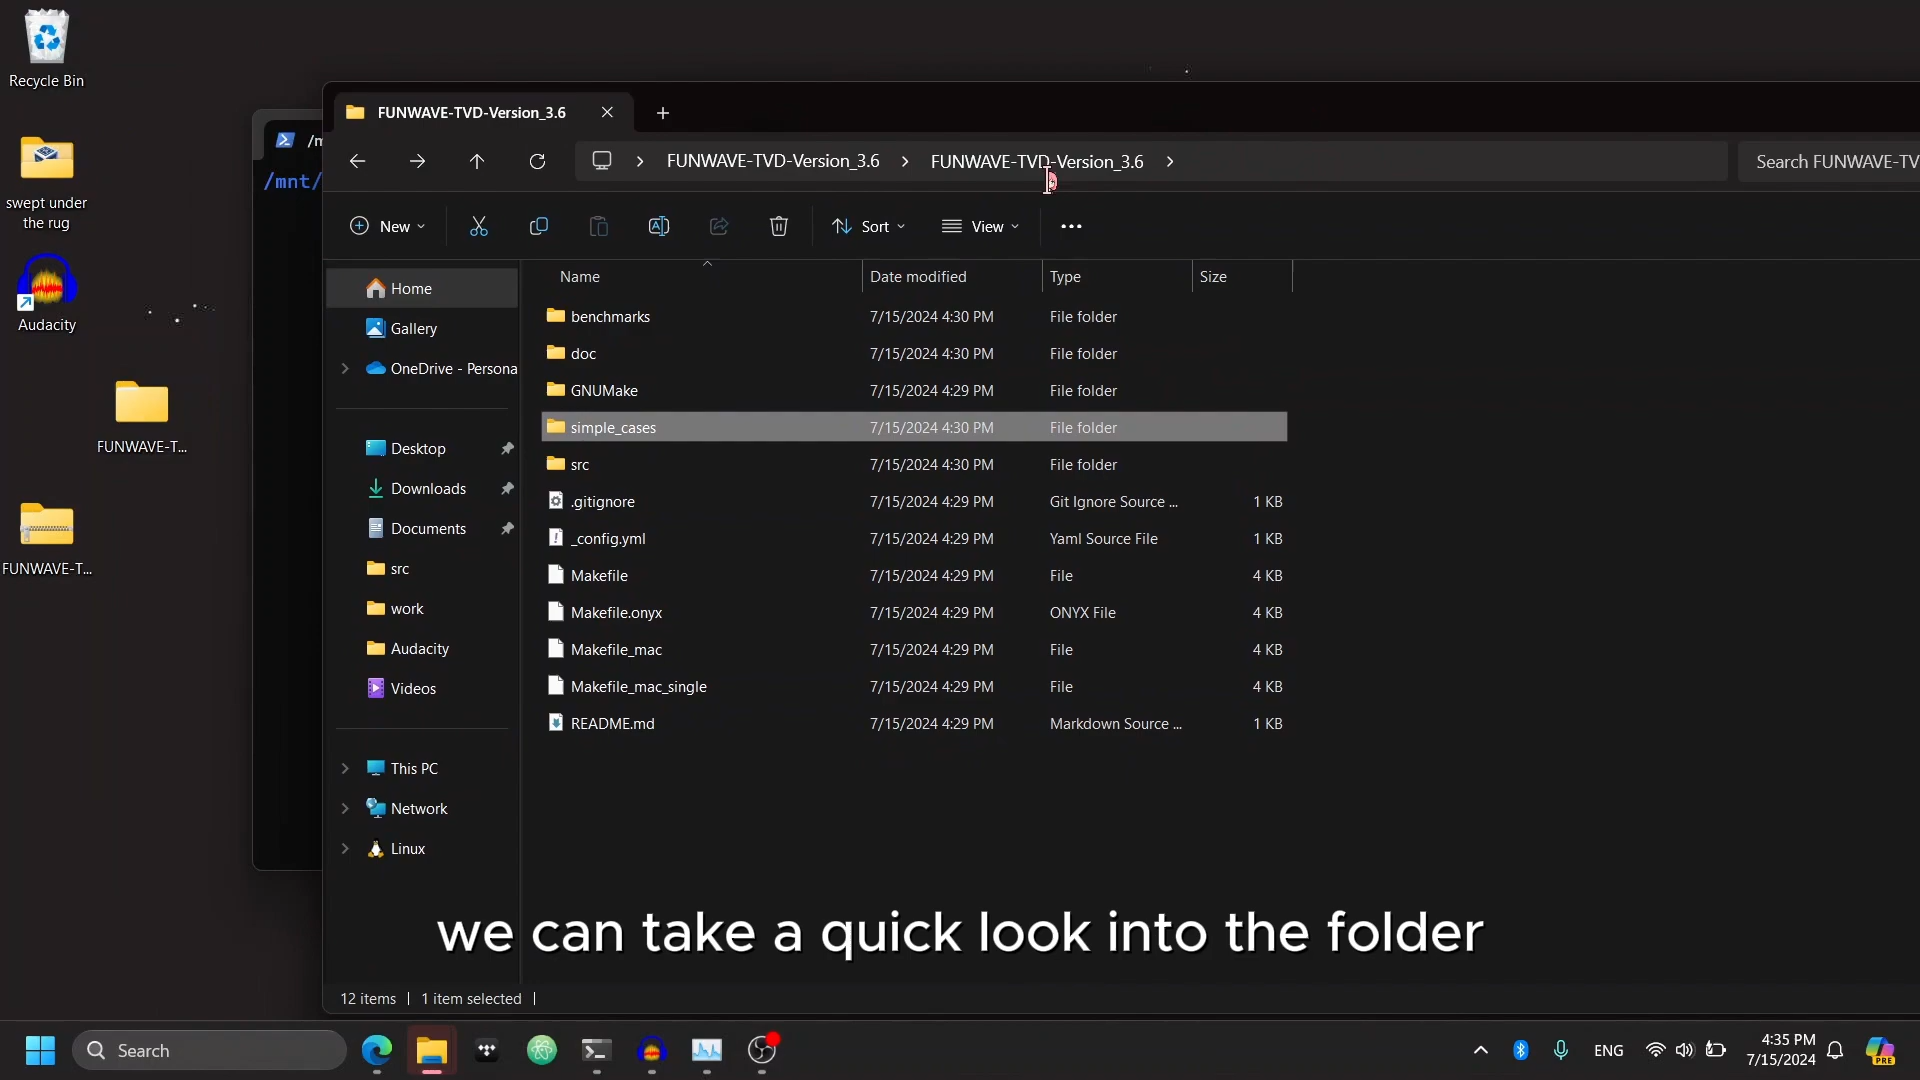 Recycle Bin
swept under
the rug
Audacity
FUNWAVE-T...
FUNWAVE-T...
/m
/mnt/
FUNWAVE-TVD-Version_3.6
FUNWAVE-TVD-Version_3.6
FUNWAVE-TVD-Version_3.6
Search FUNWAVE-TV
New
Sort
View
Name
Date modified
Type
Size
Home
Gallery
OneDrive - Persona
Desktop
Downloads
Documents
src
work
Audacity
Videos
This PC
Network
Linux
benchmarks 7/15/2024 4:30 PM File folder
doc 7/15/2024 4:30 PM File folder
GNUMake 7/15/2024 4:29 PM File folder
simple_cases 7/15/2024 4:30 PM File folder
src 7/15/2024 4:30 PM File folder
.gitignore 7/15/2024 4:29 PM Git Ignore Source ... 1 KB
_config.yml 7/15/2024 4:29 PM Yaml Source File 1 KB
Makefile 7/15/2024 4:29 PM File 4 KB
Makefile.onyx 7/15/2024 4:29 PM ONYX File 4 KB
Makefile_mac 7/15/2024 4:29 PM File 4 KB
Makefile_mac_single 7/15/2024 4:29 PM File 4 KB
README.md 7/15/2024 4:29 PM Markdown Source ... 1 KB
we can take a quick look into the folder
12 items
1 item selected
Search
ENG
4:35 PM
7/15/2024
PRE